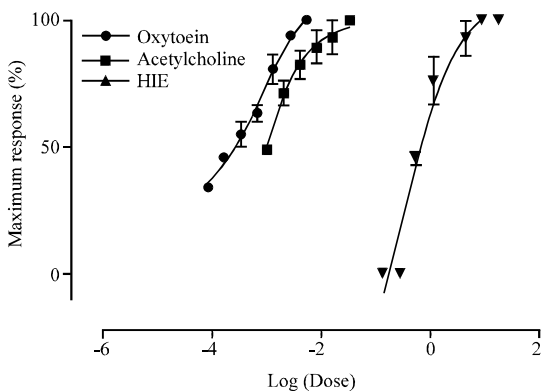 100
Oxytoein
Acetylcholine
HIE
Maximum response (%)
50
0
-6 -4 -2 0 2
Log (Dose)